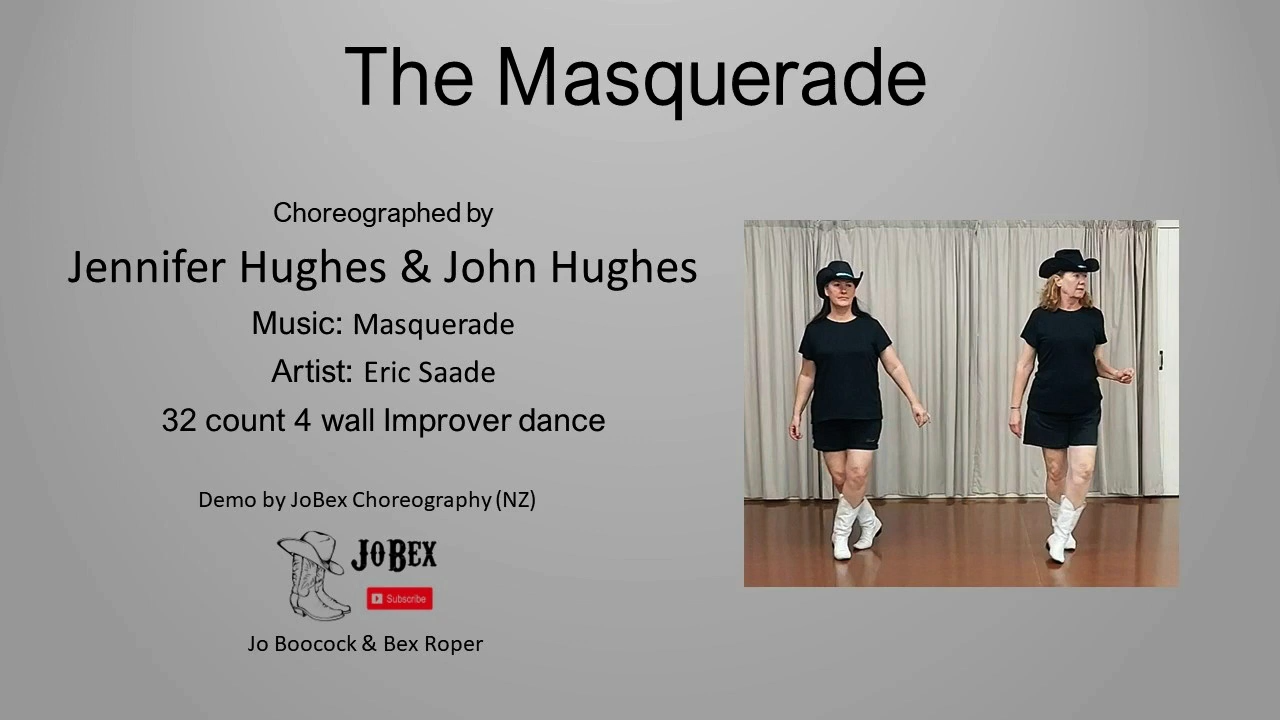 The Masquerade
Choreographed by
Jennifer Hughes & John Hughes
Music: Masquerade
Artist: Eric Saade
32 count 4 wall Improver dance
Demo by JoBex Choreography (NZ)
JOBEX
Subscribe
Jo Boocock & Bex Roper